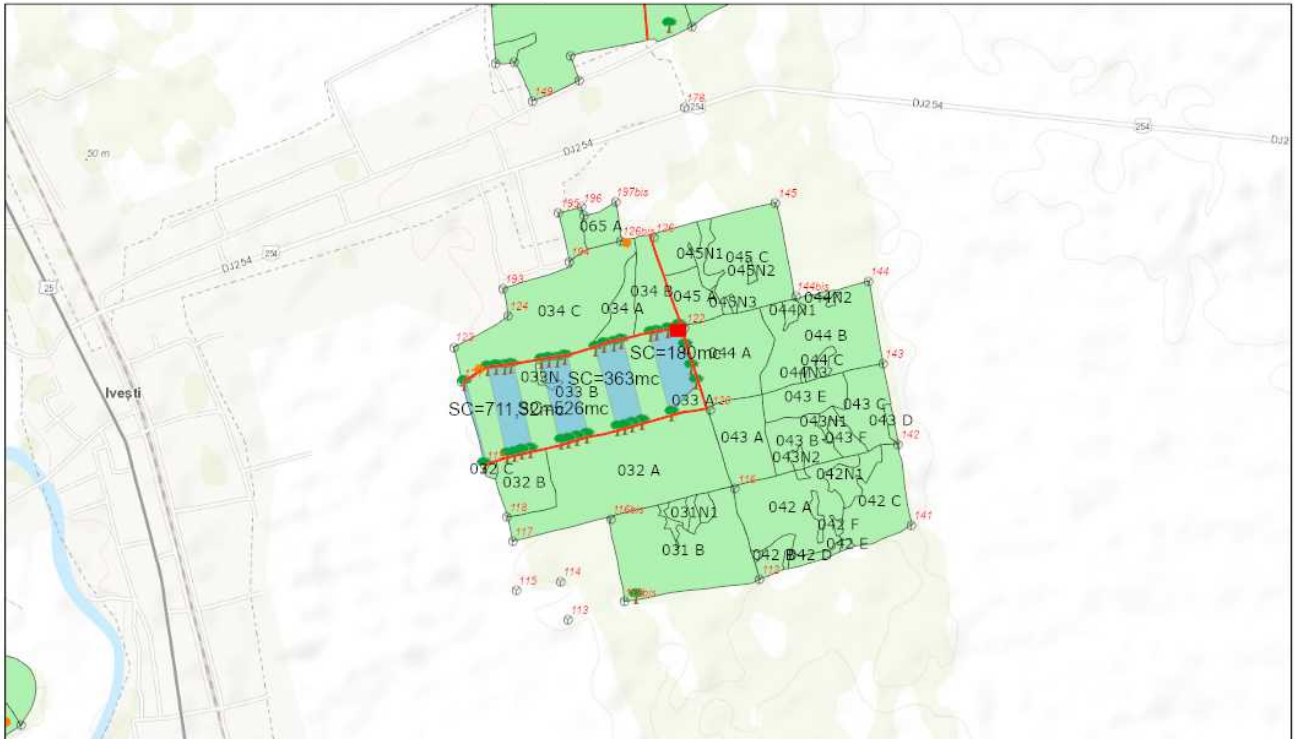 149
178
254
DJ254
254
DJ2
50 m
DJ254
196
197bis
195
145
065 A
126bis
126
045N1
045 C
045N2
DJ254
254
194
144
144bis
25
193
034 B
045 A
045N3
044N2
044N1
124
034 A
034 C
122
044 B
123
SC=180mc
044 A
143
044 C
044N3
033N
SC=363mc
Ivești
033 B
043 E
033 A
043 C
SC=711,32mc
SC=526mc
120
043N1
043 D
043 A
043 B
043 F
142
043N2
032 C
032 A
042N1
032 B
116
042 A
042 C
118
116bis
031N1
042 F
141
117
042 E
031 B
042 B
042 D
114
112
115
113